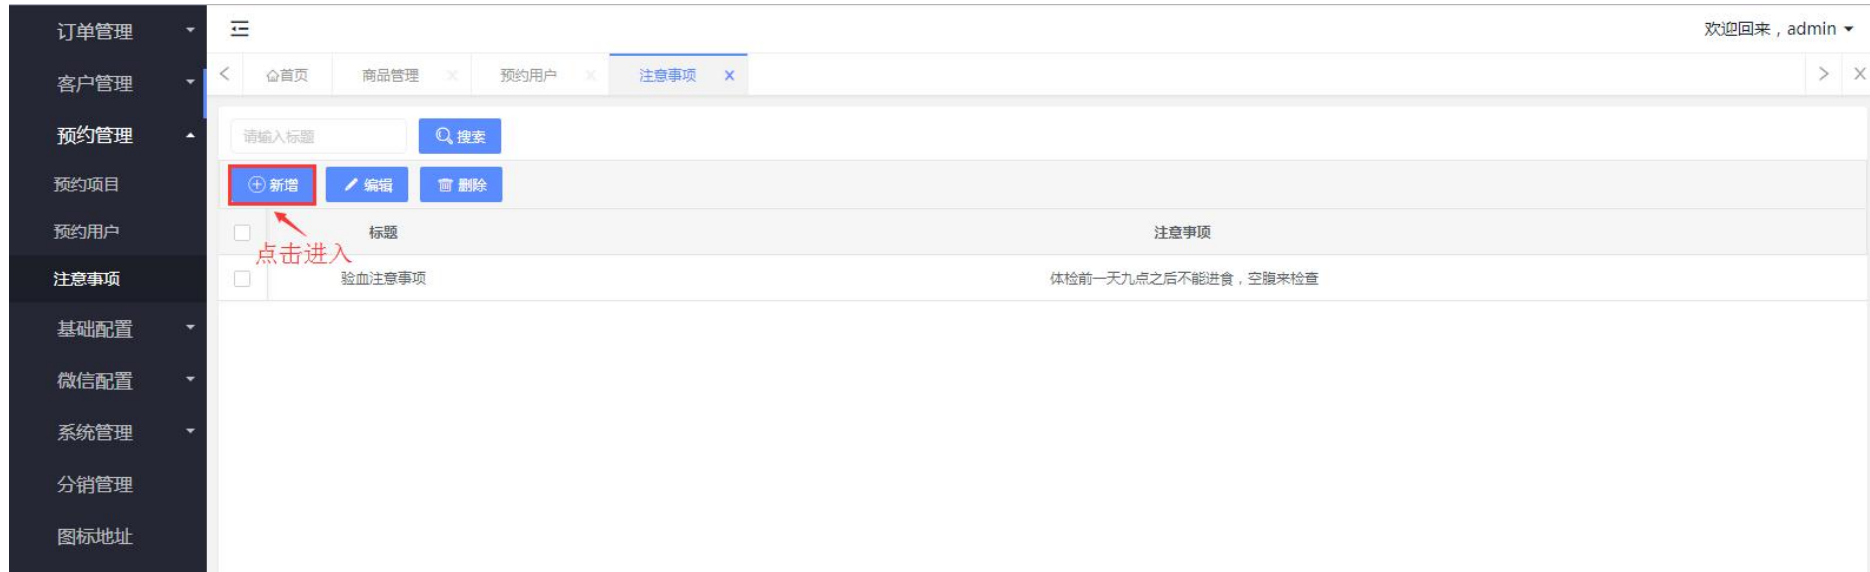 订单管理
欢迎回来，admin
客户管理
首页 商品管理 预约用户 注意事项
预约管理
请输入标题 搜索
预约项目
新增 编辑 删除
预约用户
标题 注意事项
点击进入
注意事项
验血注意事项 体检前一天九点之后不能进食，空腹来检查
基础配置
微信配置
系统管理
分销管理
图标地址